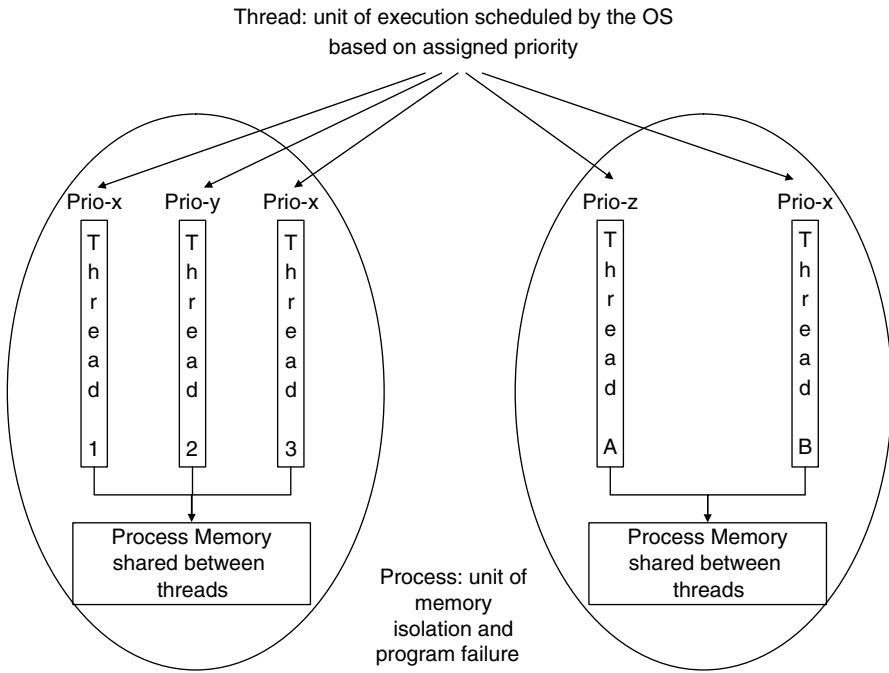 Thread: unit of execution scheduled by the OS
based on assigned priority
Prio-x
Prio-y
Prio-x
Prio-z
Prio-x
Thread 1
Thread 2
Thread 3
Thread A
Thread B
Process Memory
shared between
threads
Process Memory
shared between
threads
Process: unit of
memory
isolation and
program failure